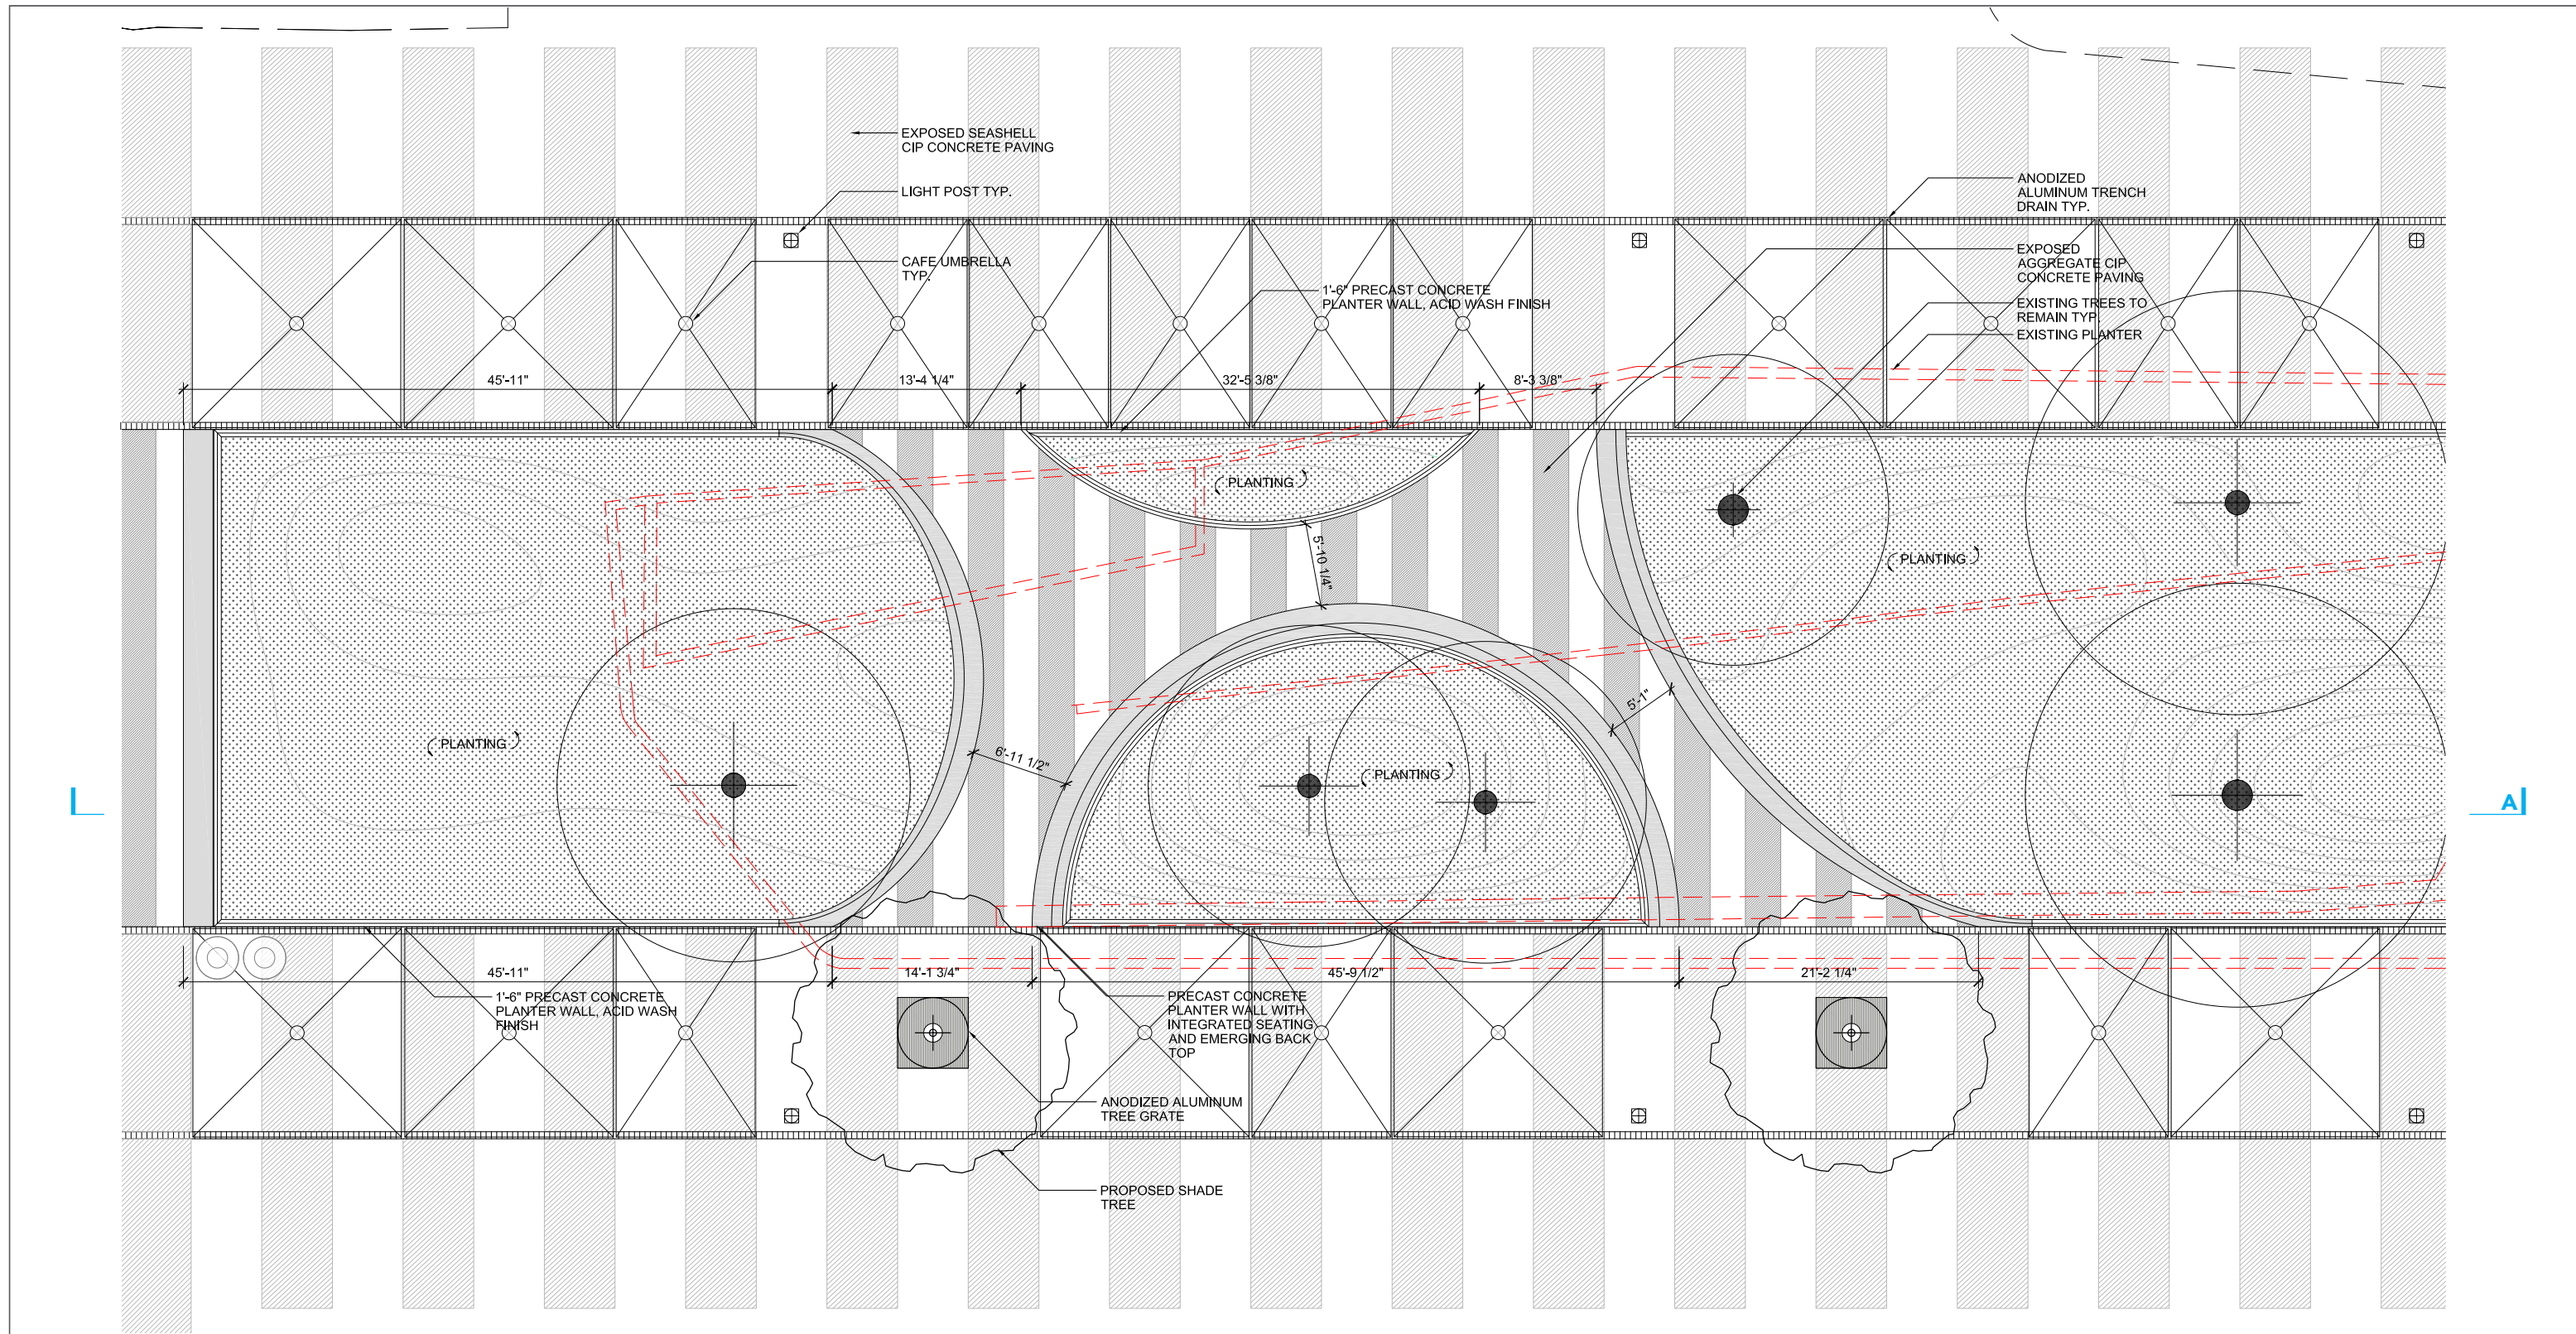 EXPOSED SEASHELL
CIP CONCRETE PAVING
LIGHT POST TYP.
CAFE UMBRELLA
TYP.
1'-6" PRECAST CONCRETE
PLANTER WALL, ACID WASH FINISH
ANODIZED
ALUMINUM TRENCH
DRAIN TYP.
EXPOSED
AGGREGATE CIP
CONCRETE PAVING
EXISTING TREES TO
REMAIN TYP.
EXISTING PLANTER
45'-11"
13'-4 1/4"
32'-5 3/8"
8'-3 3/8"
PLANTING
5'-10 1/4"
PLANTING
5'-1"
PLANTING
6'-11 1/2"
PLANTING
A
45'-11"
14'-1 3/4"
45'-9 1/2"
21'-2 1/4"
1'-6" PRECAST CONCRETE
PLANTER WALL, ACID WASH
FINISH
PRECAST CONCRETE
PLANTER WALL WITH
INTEGRATED SEATING
AND EMERGING BACK
TOP
ANODIZED ALUMINUM
TREE GRATE
PROPOSED SHADE
TREE